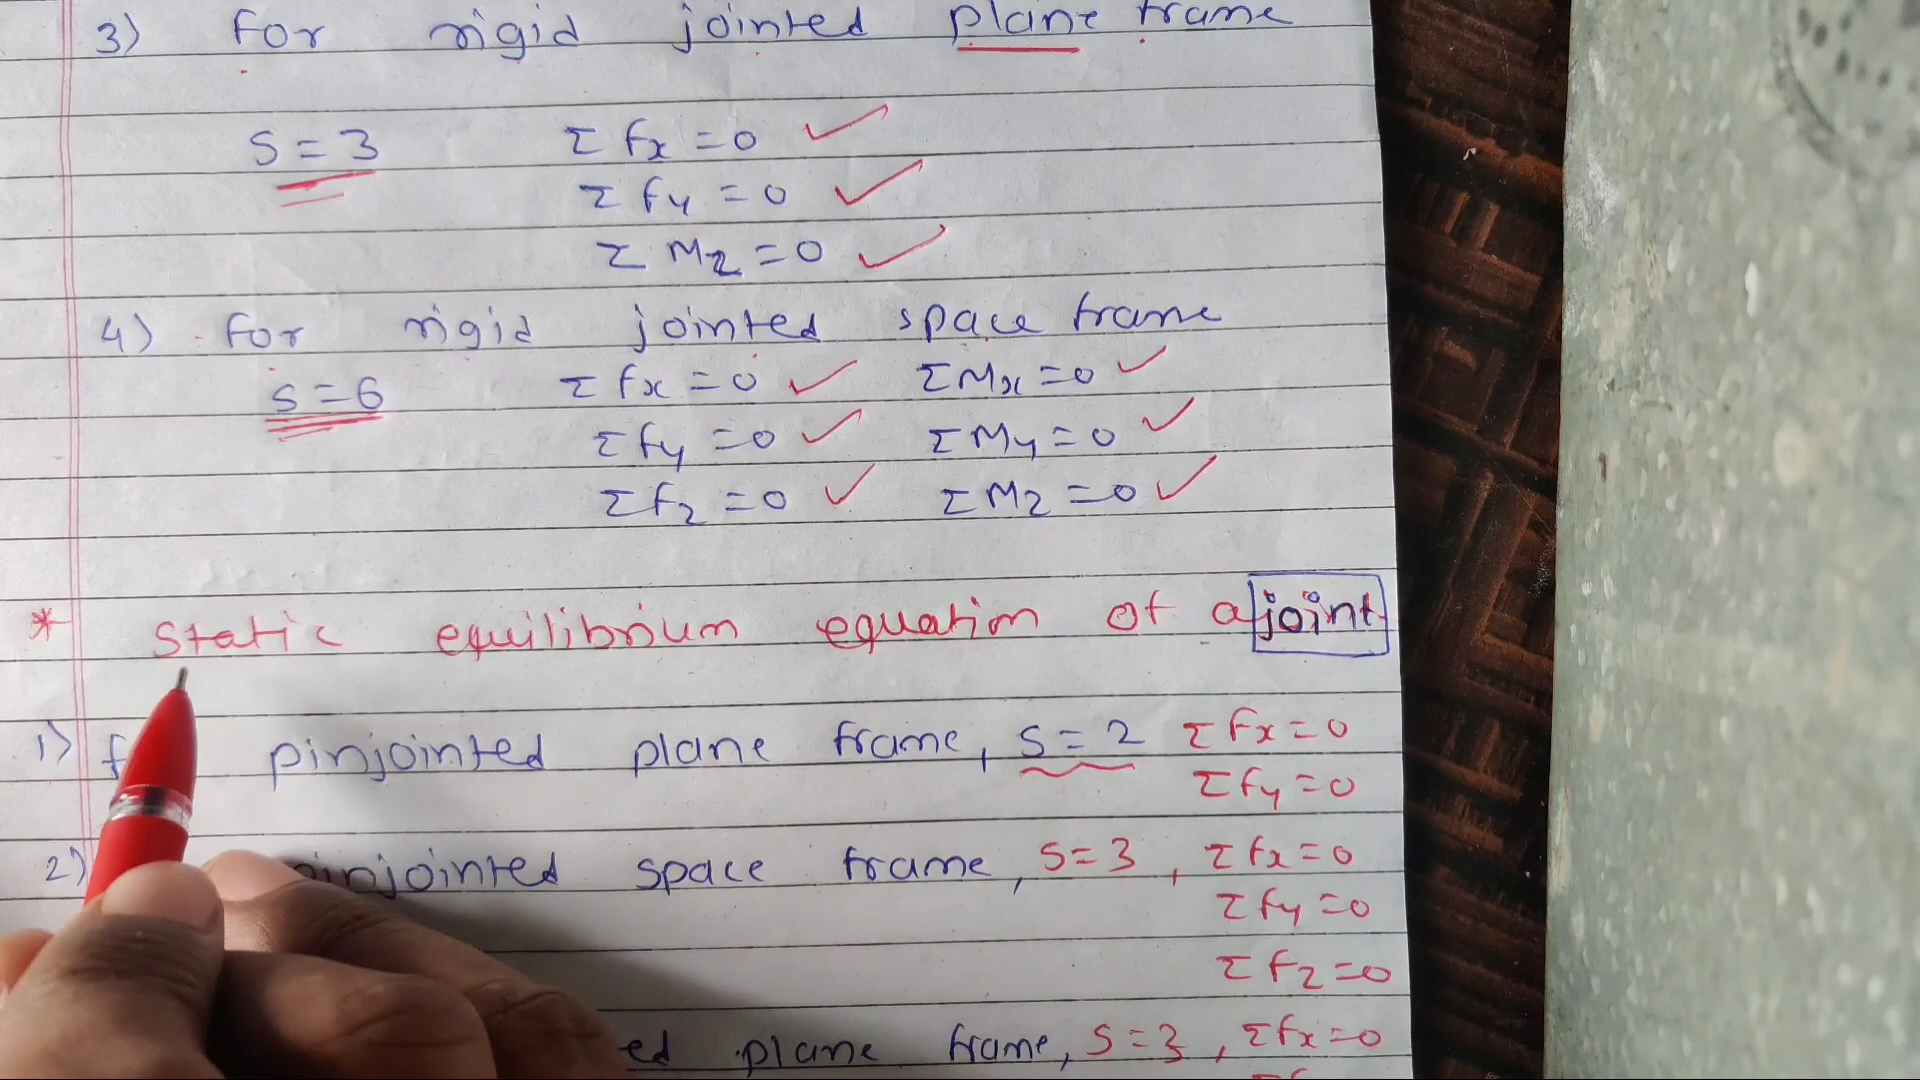 3) for rigid jointed plane frame
S = 3 Σ fx = 0
Σ fy = 0
Σ Mz = 0
4) for rigid jointed space frame
S = 6 Σ fx = 0 Σ Mx = 0
Σ fy = 0 Σ My = 0
Σ fz = 0 Σ Mz = 0
* Static equilibrium equation of a joint
1) pinjointed plane frame, S = 2 Σ fx = 0
Σ fy = 0
2) pinjointed space frame, S = 3, Σ fx = 0
Σ fy = 0
Σ fz = 0
ed plane frame, S = 3, Σ fx = 0